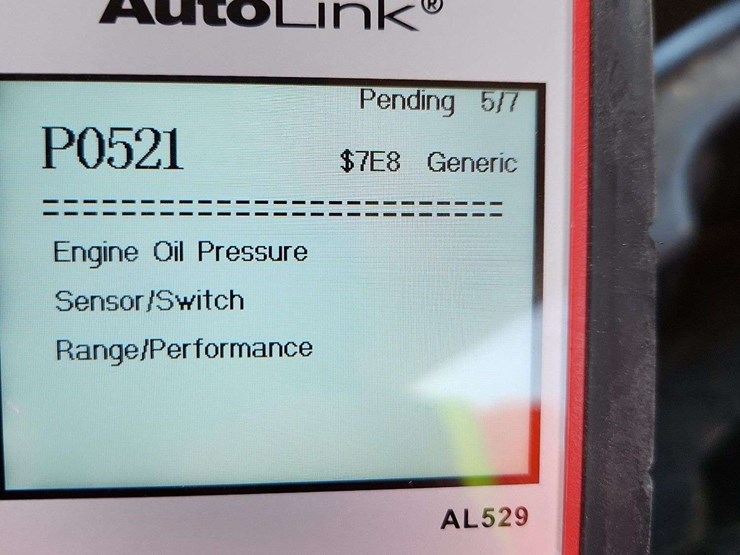 AutoLink®
Pending 5/7
P0521
$7E8 Generic
Engine Oil Pressure
Sensor/Switch
Range/Performance
AL529